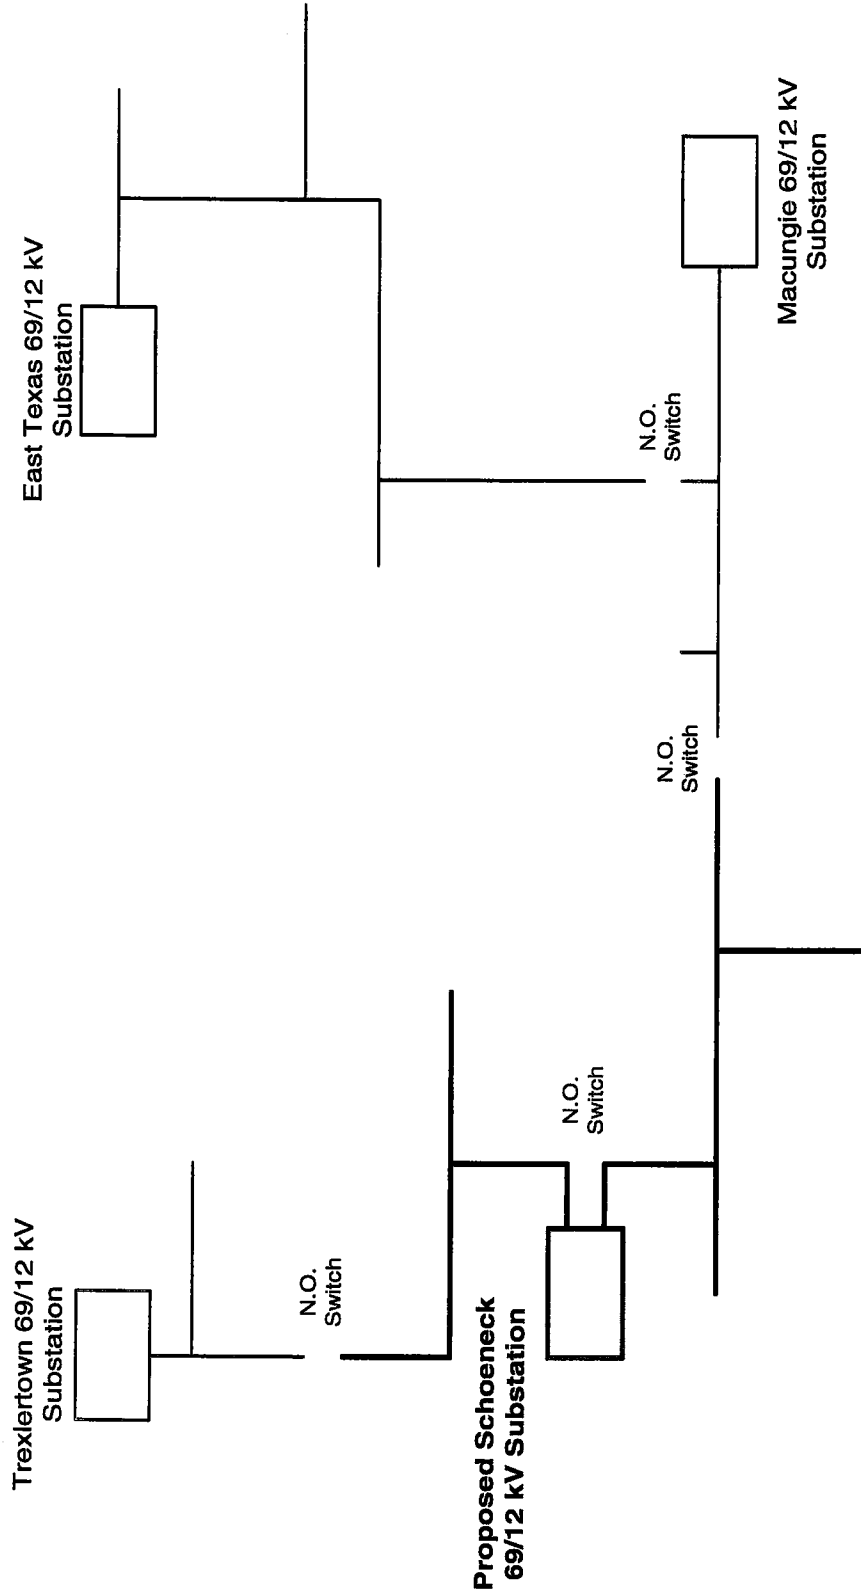 Trexlertown 69/12 kV
Substation
East Texas 69/12 kV
Substation
N.O.
Switch
Proposed Schoeneck
69/12 kV Substation
N.O.
Switch
N.O.
Switch
N.O.
Switch
Macungie 69/12 kV
Substation